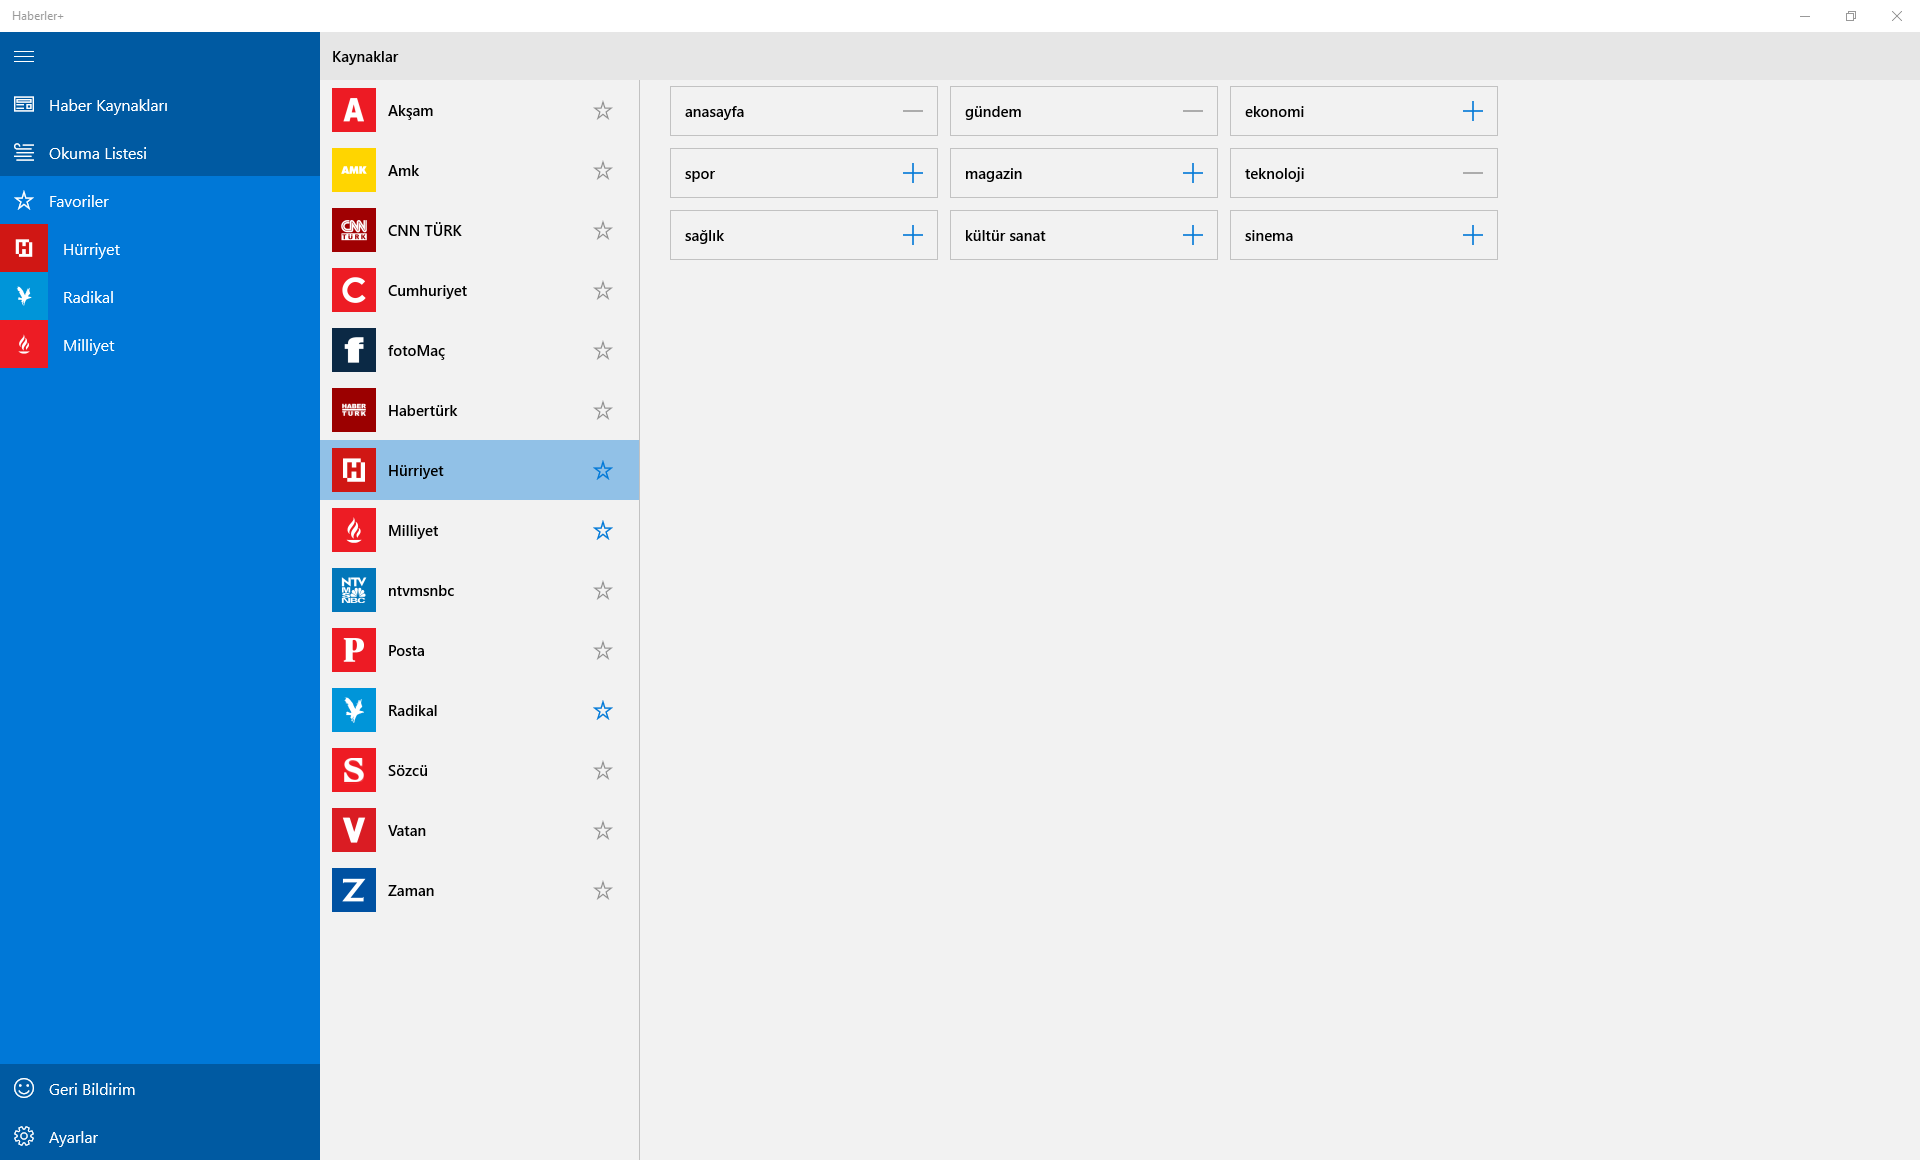 Haberler+
Haber Kaynakları
Okuma Listesi
Favoriler
Hürriyet
Radikal
Milliyet
Geri Bildirim
Ayarlar
Kaynaklar
A Akşam
AMK Amk
CNN TÜRK CNN TÜRK
C Cumhuriyet
f fotoMaç
HABER TÜRK Habertürk
H Hürriyet
Milliyet
NTV MSNBC ntvmsnbc
P Posta
Radikal
S Sözcü
V Vatan
Z Zaman
anasayfa
gündem
ekonomi
spor
magazin
teknoloji
sağlık
kültür sanat
sinema